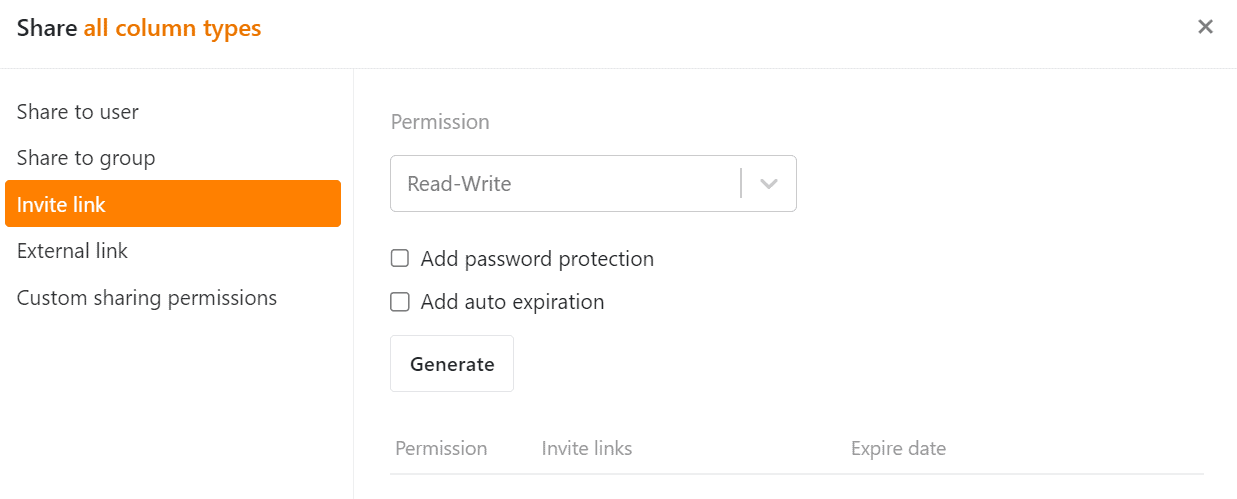 Share all column types
Share to user
Share to group
Invite link
External link
Custom sharing permissions
Permission
Read-Write
Add password protection
Add auto expiration
Generate
Permission Invite links Expire date